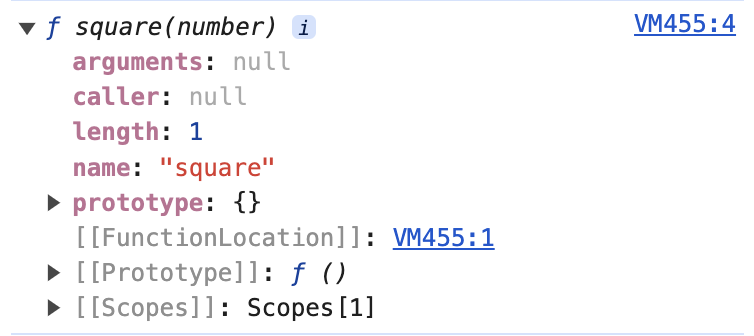 ▼ ƒ square(number) i VM455:4
arguments: null
caller: null
length: 1
name: "square"
▶ prototype: {}
[[FunctionLocation]]: VM455:1
▶ [[Prototype]]: ƒ ()
▶ [[Scopes]]: Scopes[1]